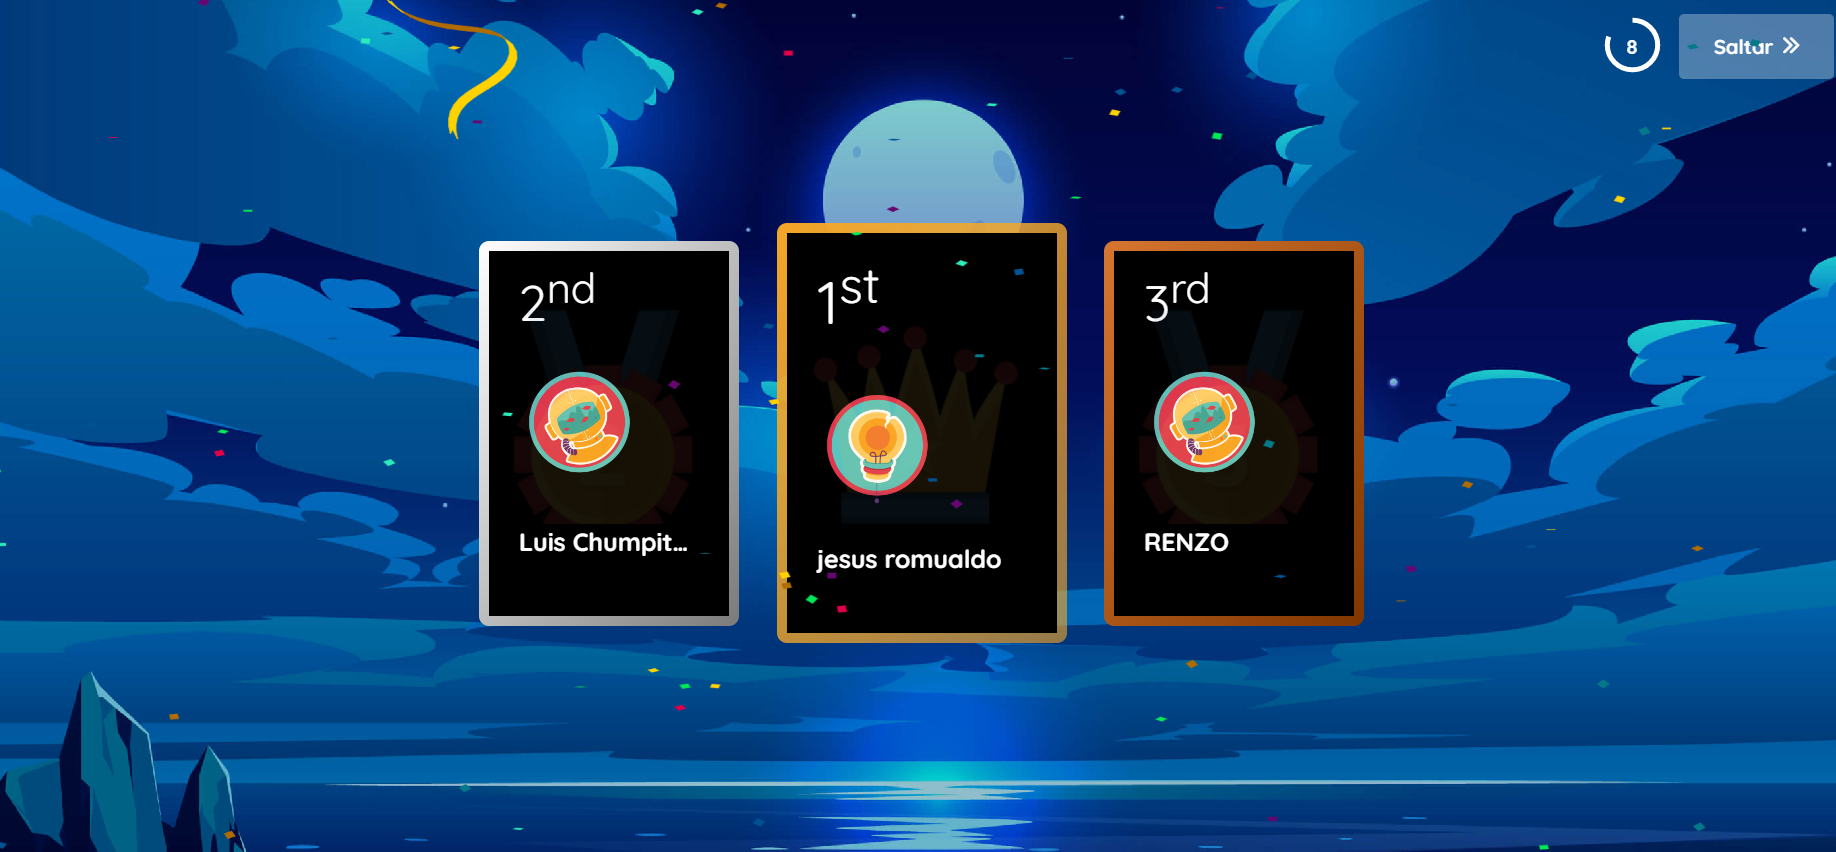 8
Saltar
2nd
Luis Chumpit...
1st
jesus romualdo
3rd
RENZO